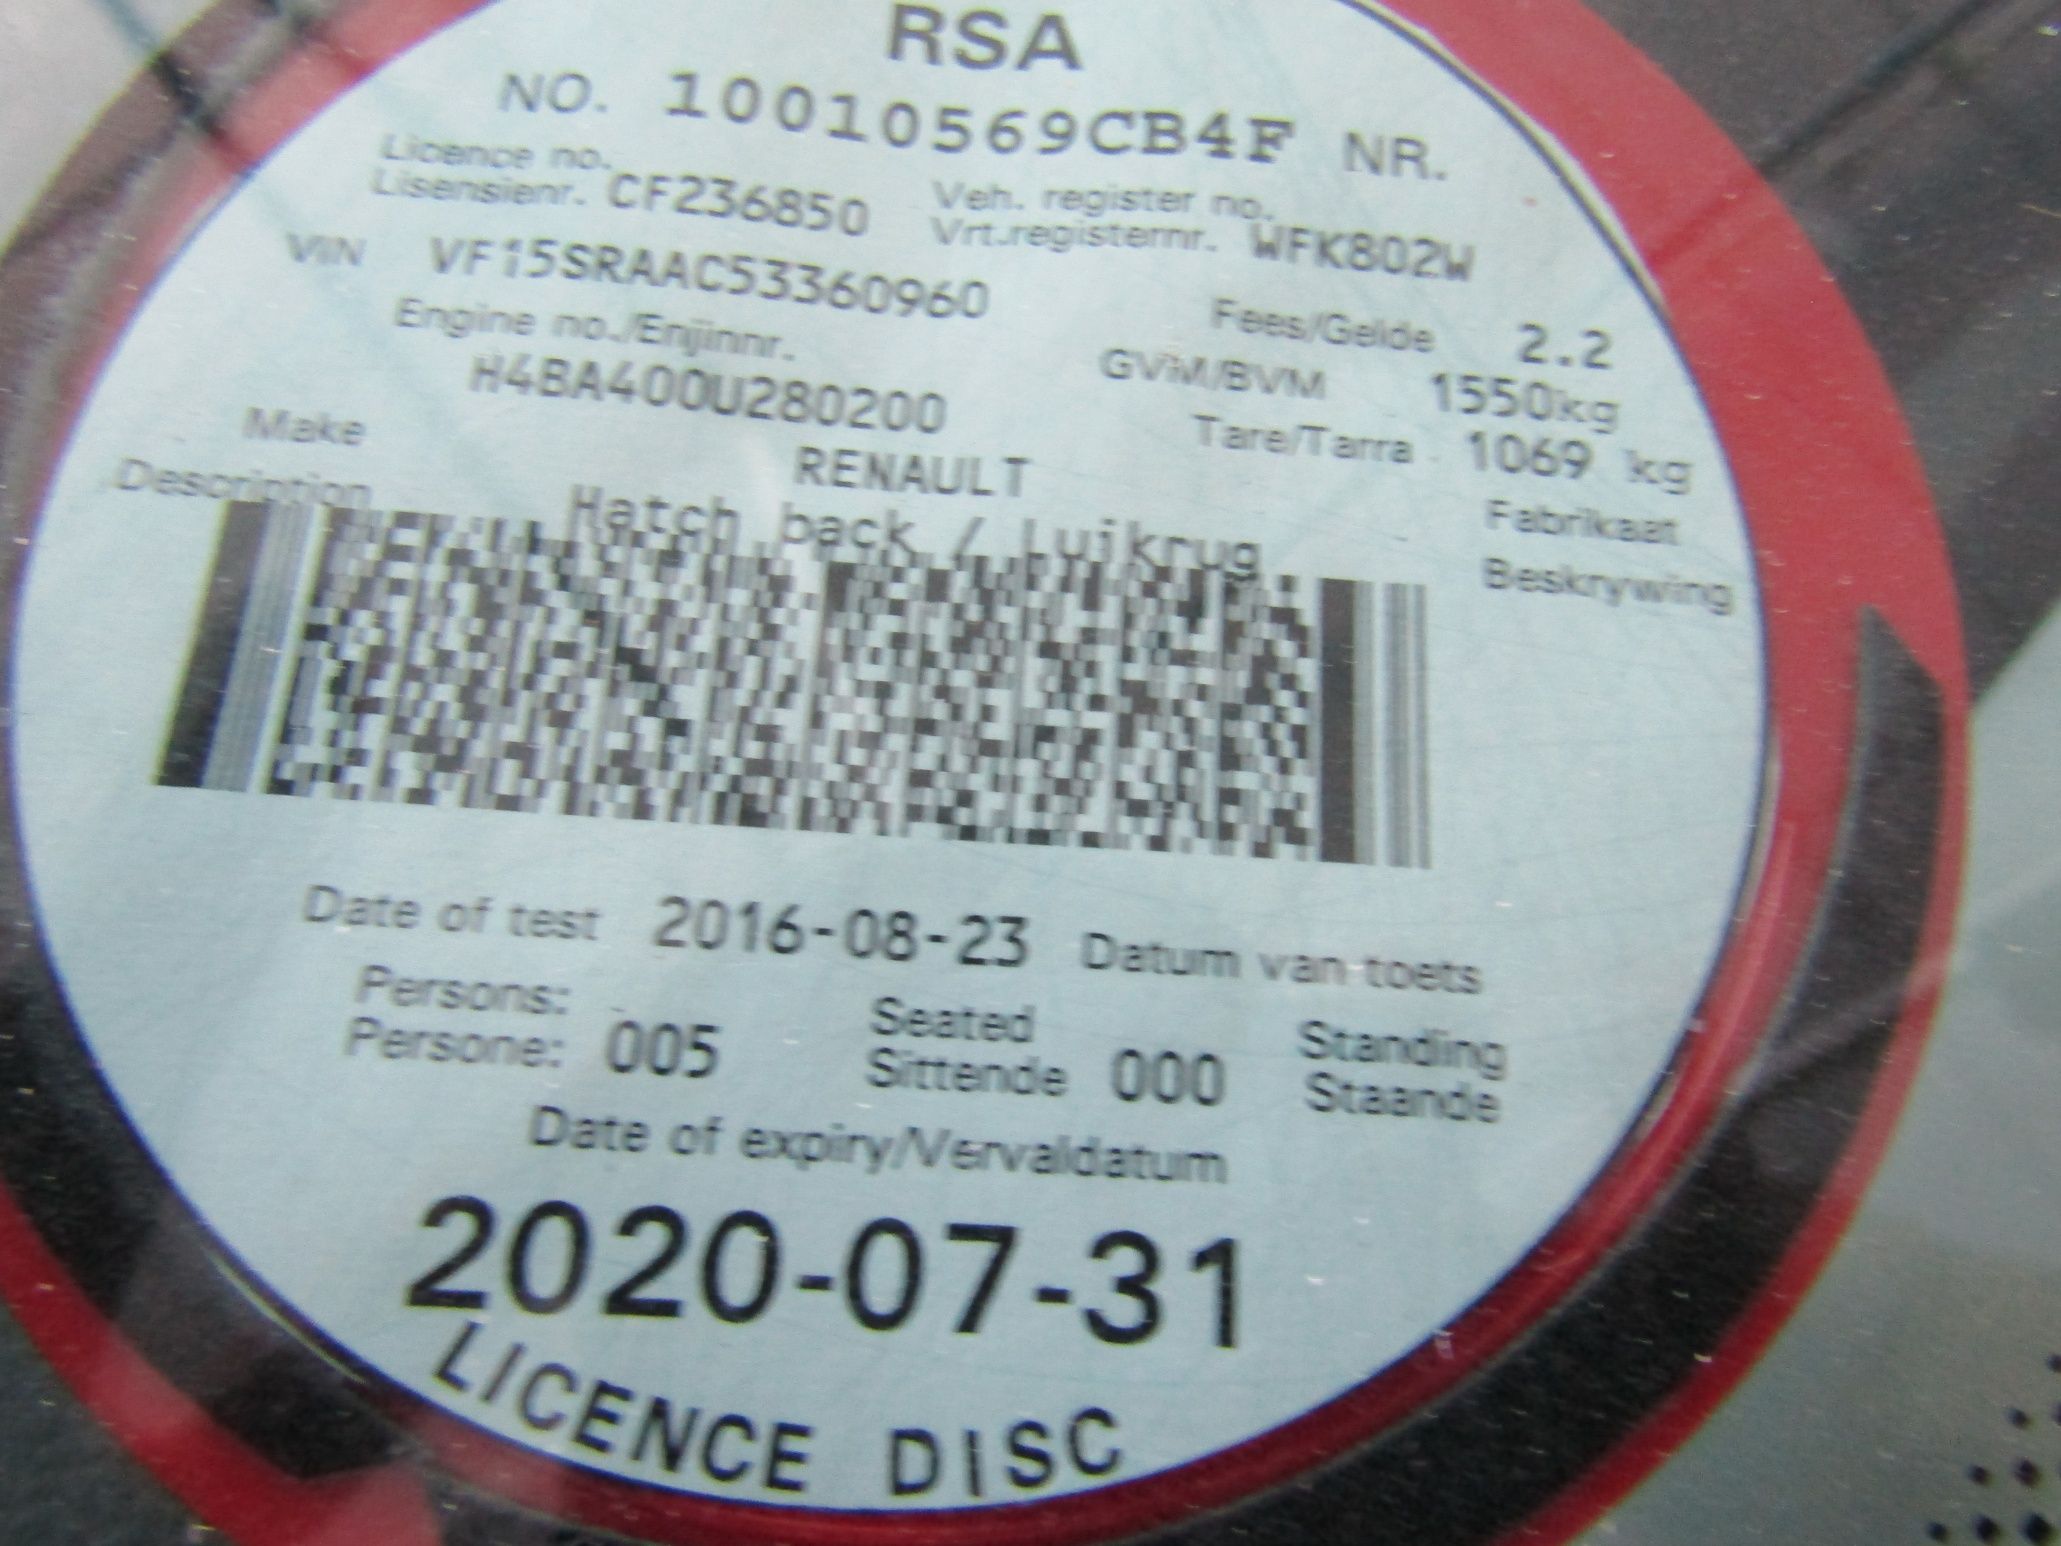 RSA
NO. 10010569CB4F NR.
Licence no.
Lisensienr. CF236850 Veh. register no.
Vrt.registernr. WFK802W
VIN VF15SRAAC53360960
Fees/Gelde 2.2
Engine no./Enjinnr.
H4BA400U280200
GVM/BVM 1550kg
Tare/Tarra 1069 kg
Make RENAULT Fabrikaat
Description Hatch back / Luikrug Beskrywing
Date of test 2016-08-23 Datum van toets
Persons: Seated Standing
Persone: 005 Sittende 000 Staande
Date of expiry/Vervaldatum
2020-07-31
LICENCE DISC